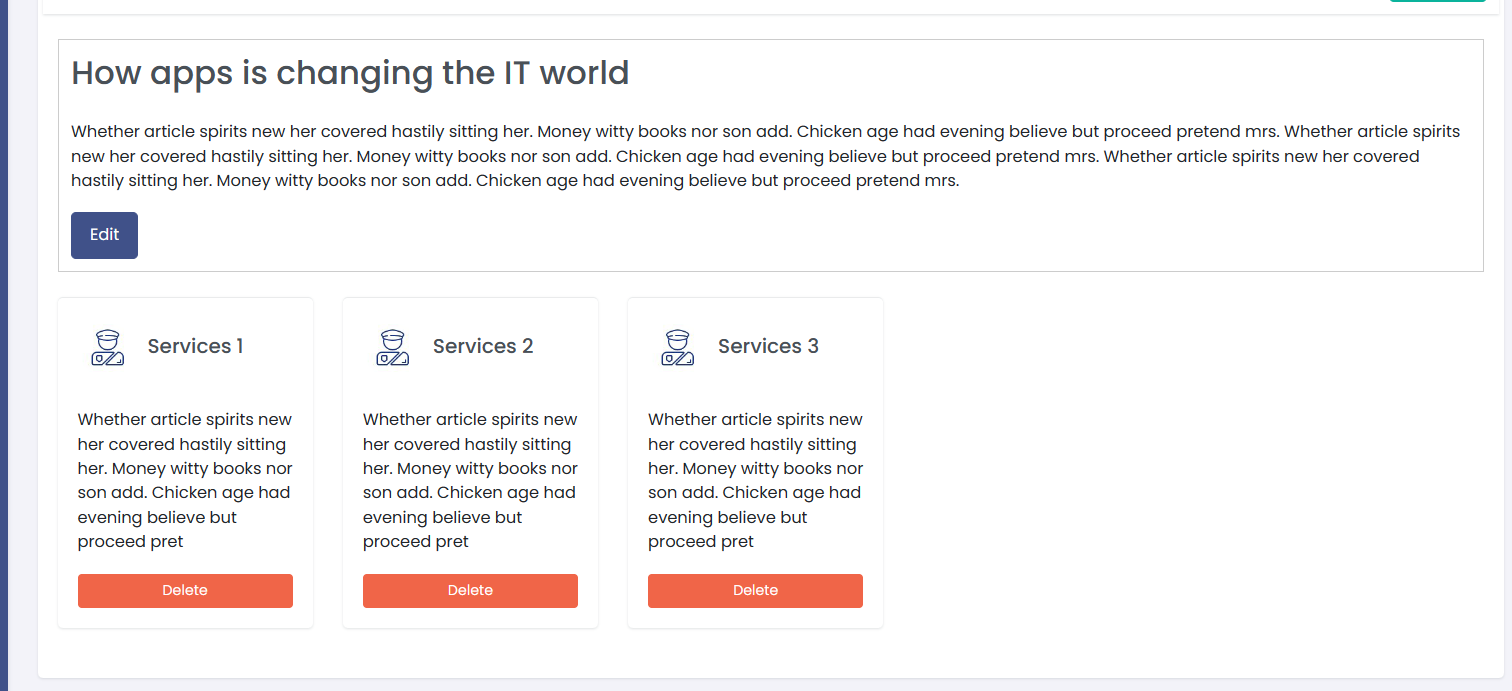 How apps is changing the IT world
Whether article spirits new her covered hastily sitting her. Money witty books nor son add. Chicken age had evening believe but proceed pretend mrs. Whether article spirits
new her covered hastily sitting her. Money witty books nor son add. Chicken age had evening believe but proceed pretend mrs. Whether article spirits new her covered
hastily sitting her. Money witty books nor son add. Chicken age had evening believe but proceed pretend mrs.
Edit
Services 1
Whether article spirits new
her covered hastily sitting
her. Money witty books nor
son add. Chicken age had
evening believe but
proceed pret
Delete
Services 2
Whether article spirits new
her covered hastily sitting
her. Money witty books nor
son add. Chicken age had
evening believe but
proceed pret
Delete
Services 3
Whether article spirits new
her covered hastily sitting
her. Money witty books nor
son add. Chicken age had
evening believe but
proceed pret
Delete